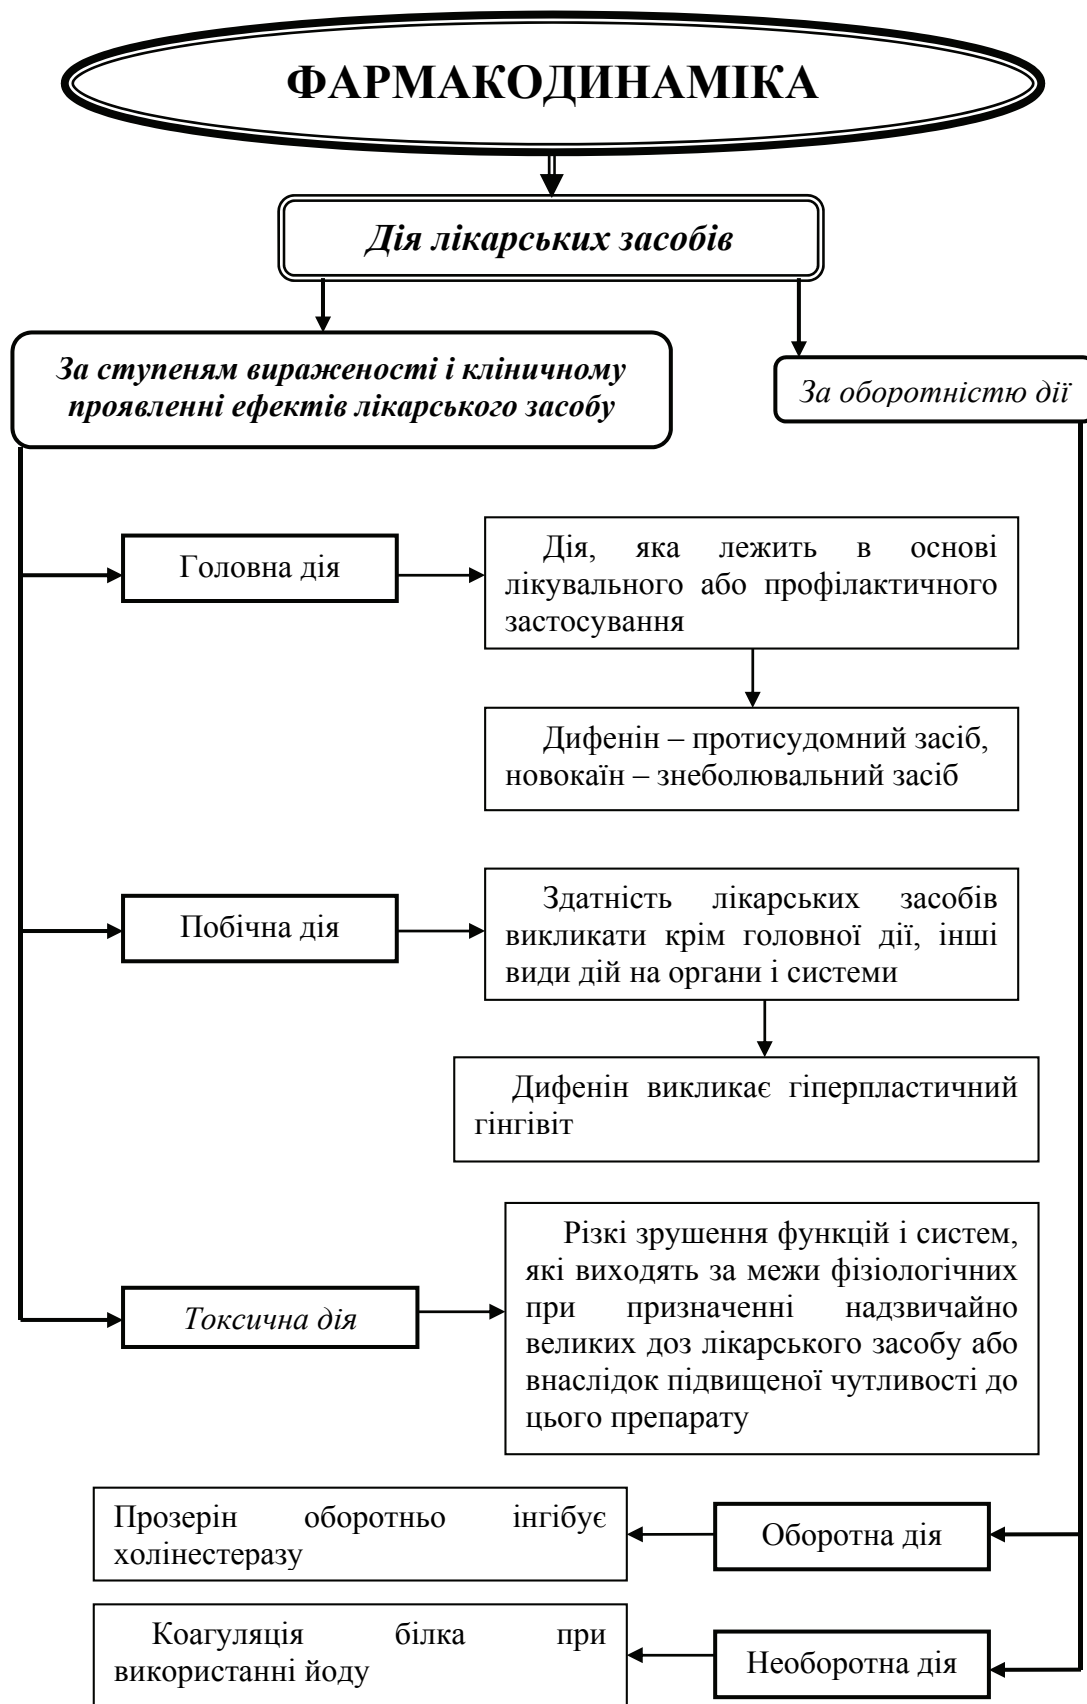 ФАРМАКОДИНАМІКА
Дія лікарських засобів
За ступеням вираженості і кліничному
проявленні ефектів лікарського засобу
За оборотністю дії
Головна дія
Дія, яка лежить в основі
лікувального або профілактичного
застосування
Дифенін – протисудомний засіб,
новокаїн – знеболювальний засіб
Побічна дія
Здатність лікарських засобів
викликати крім головної дії, інші
види дій на органи і системи
Дифенін викликає гіперпластичний
гінгівіт
Токсична дія
Різкі зрушення функцій і систем,
які виходять за межи фізіологічних
при призначенні надзвичайно
великих доз лікарського засобу або
внаслідок підвищеної чутливості до
цього препарату
Прозерін оборотньо інгібує
холінестеразу
Оборотна дія
Коагуляція білка при
використанні йоду
Необоротна дія